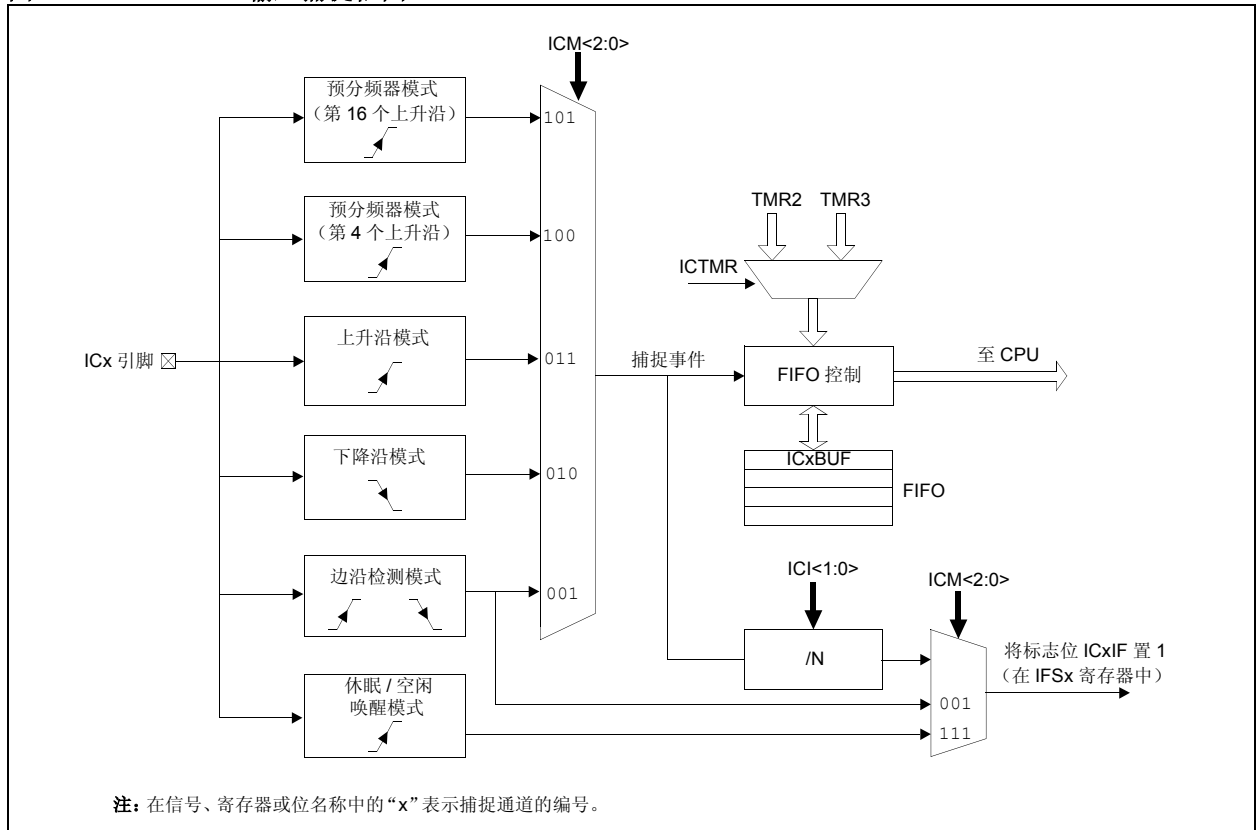 ICM<2:0>
预分频器模式
（第 16 个上升沿）
101
预分频器模式
（第 4 个上升沿）
100
TMR2 TMR3
ICTMR
上升沿模式
011
ICx 引脚
捕捉事件
FIFO 控制
至 CPU
下降沿模式
010
ICxBUF
FIFO
边沿检测模式
001
ICI<1:0>
ICM<2:0>
/N
将标志位 ICxIF 置 1
（在 IFSx 寄存器中）
休眠 / 空闲
唤醒模式
001
111
注: 在信号、寄存器或位名称中的“x”表示捕捉通道的编号。